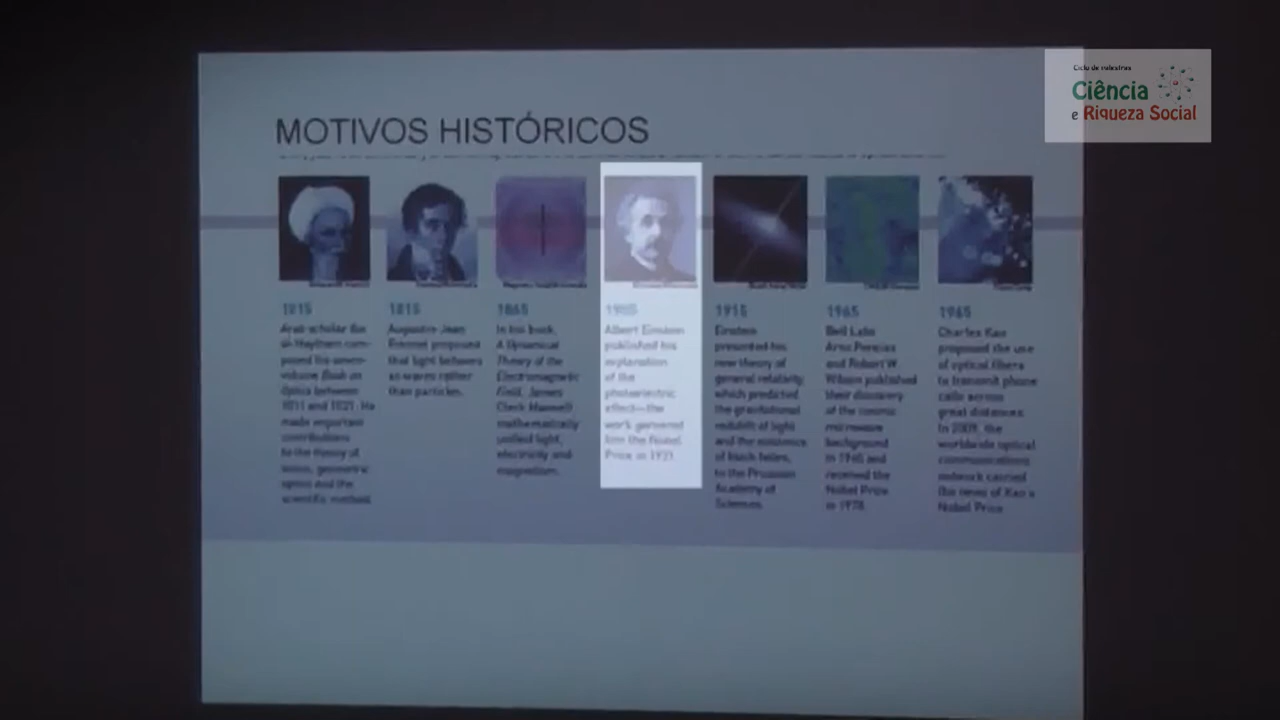 Ciclo de palestras
Ciência
e Riqueza Social
MOTIVOS HISTÓRICOS
1015
Arab scholar Ibn
al-Haytham com-
posed his seven-
volume Book on
Optics between
1011 and 1021. He
made important
contributions
to the theory of
vision, geometric
optics and the
scientific method.
1815
Augustin-Jean
Fresnel proposed
that light behaves
as waves rather
than particles.
1865
In his book,
A Dynamical
Theory of the
Electromagnetic
Field, James
Clerk Maxwell
mathematically
unified light,
electricity and
magnetism.
1905
Albert Einstein
published his
explanation
of the
photoelectric
effect—the
work garnered
him the Nobel
Prize in 1921.
1915
Einstein
presented his
new theory of
general relativity,
which predicted
the gravitational
redshift of light
and the existence
of black holes,
to the Prussian
Academy of
Sciences.
1965
Bell Labs
Arno Penzias
and Robert W.
Wilson published
their discovery
of the cosmic
microwave
background
in 1965 and
received the
Nobel Prize
in 1978.
1965
Charles Kao
proposed the use
of optical fibers
to transmit phone
calls across
great distances.
In 2009, the
worldwide optical
communications
network carried
the news of Kao's
Nobel Prize